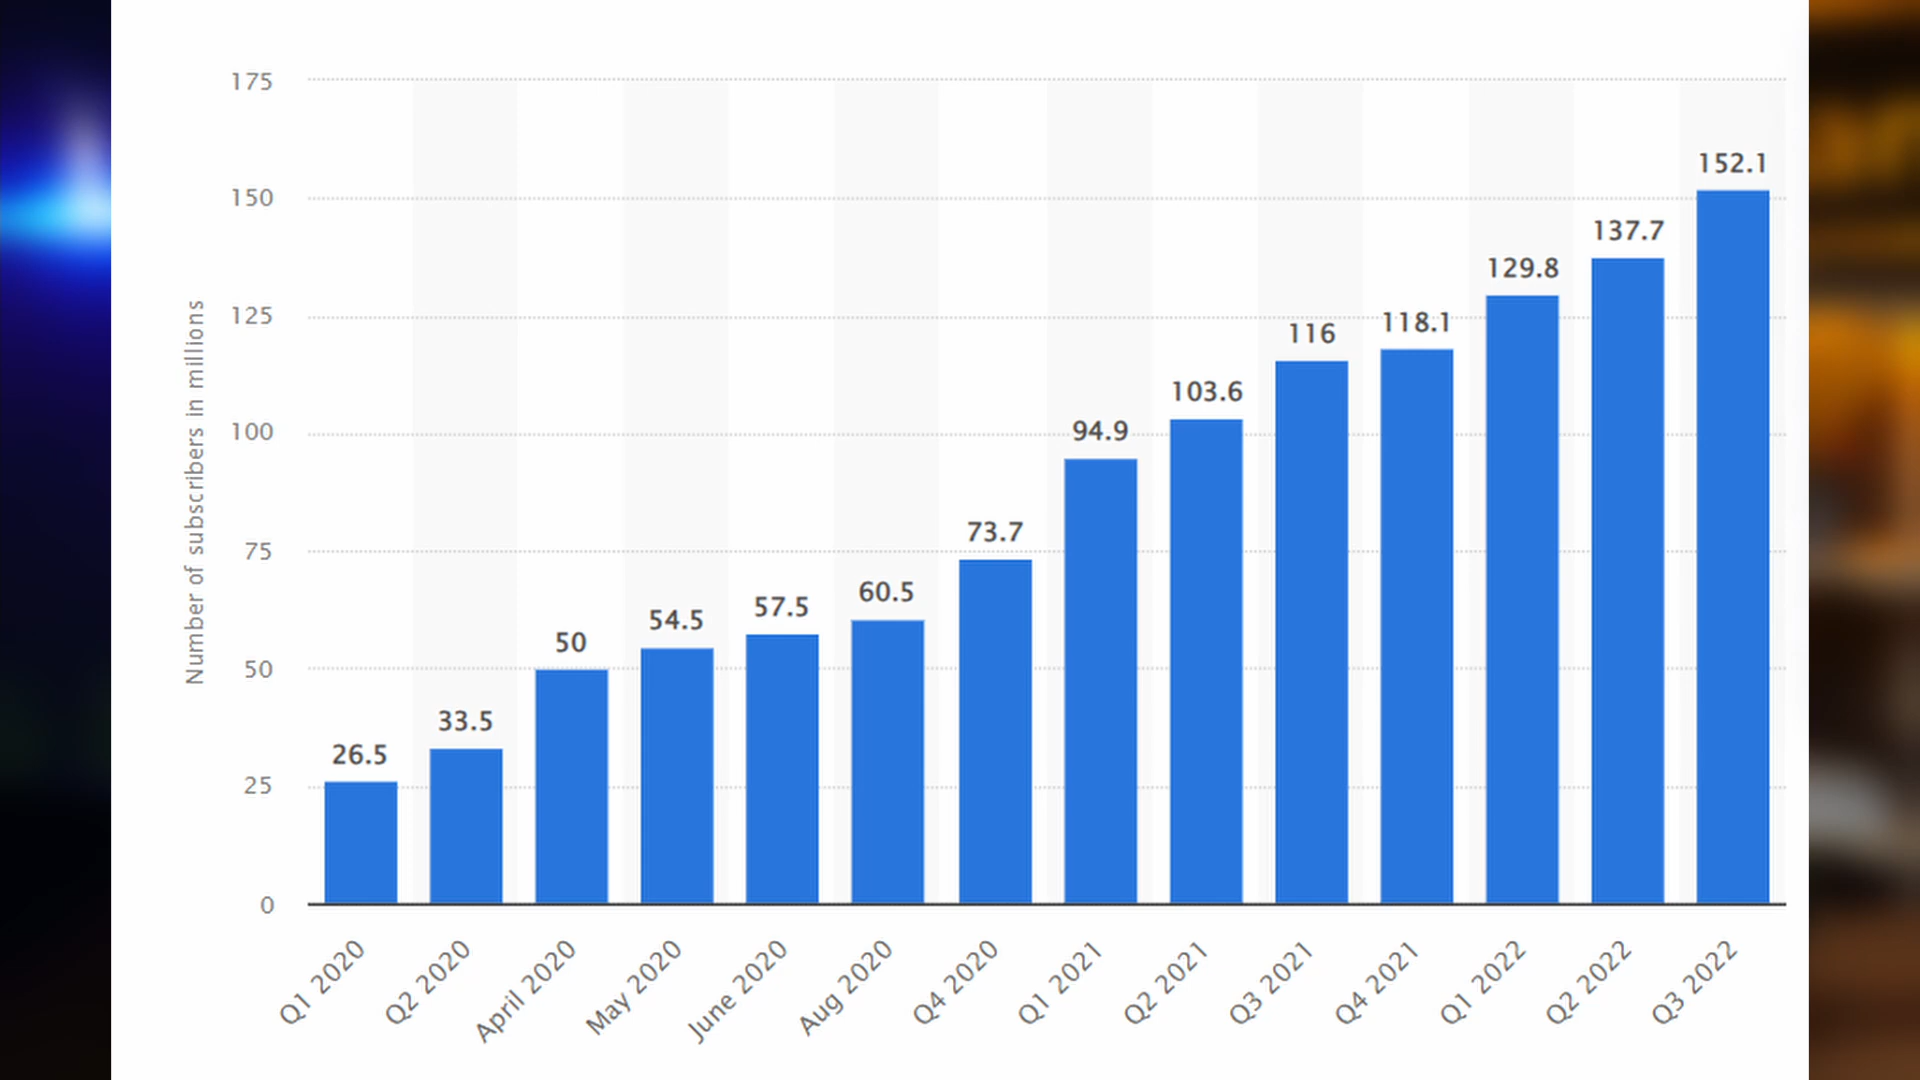 175
150
125
100
75
50
25
0
Number of subscribers in millions
26.5
33.5
50
54.5
57.5
60.5
73.7
94.9
103.6
116
118.1
129.8
137.7
152.1
Q1 2020
Q2 2020
April 2020
May 2020
June 2020
Aug 2020
Q4 2020
Q1 2021
Q2 2021
Q3 2021
Q4 2021
Q1 2022
Q2 2022
Q3 2022